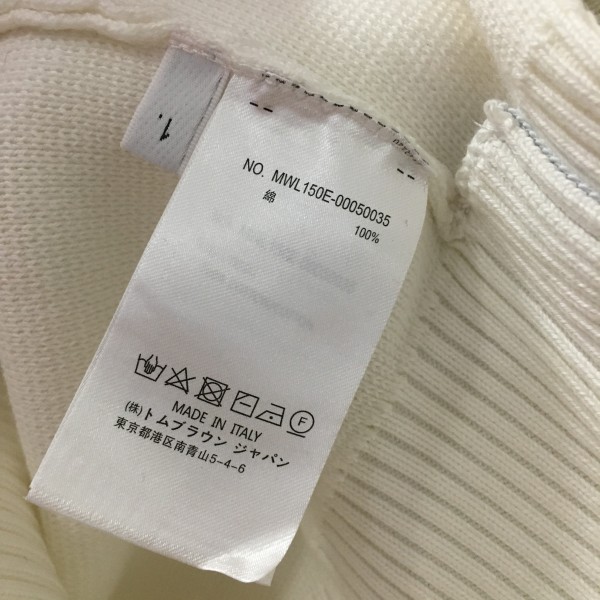 1.
NO. MWL150E-00050035
綿 100%
F
MADE IN ITALY
(株)トムブラウン ジャパン
東京都港区南青山5-4-6